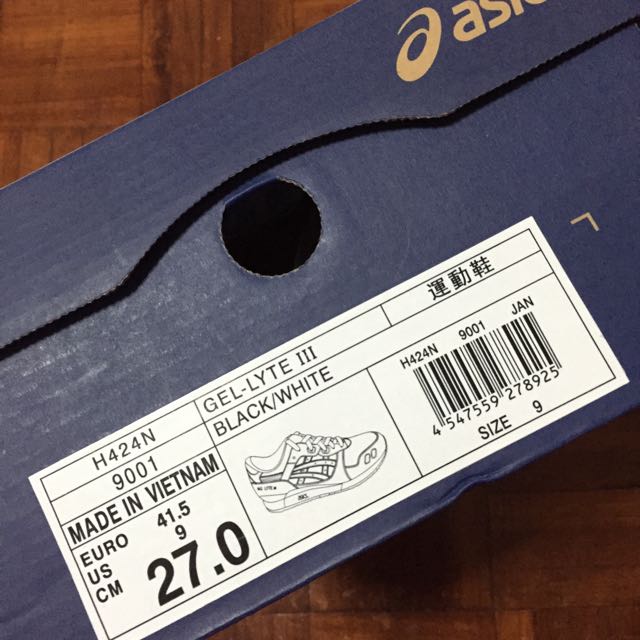 asics
H424N
9001
MADE IN VIETNAM
EURO 41.5
US 9
CM 27.0
GEL-LYTE III
BLACK/WHITE
運動鞋
H424N 9001 JAN
4 547559 278925
SIZE 9